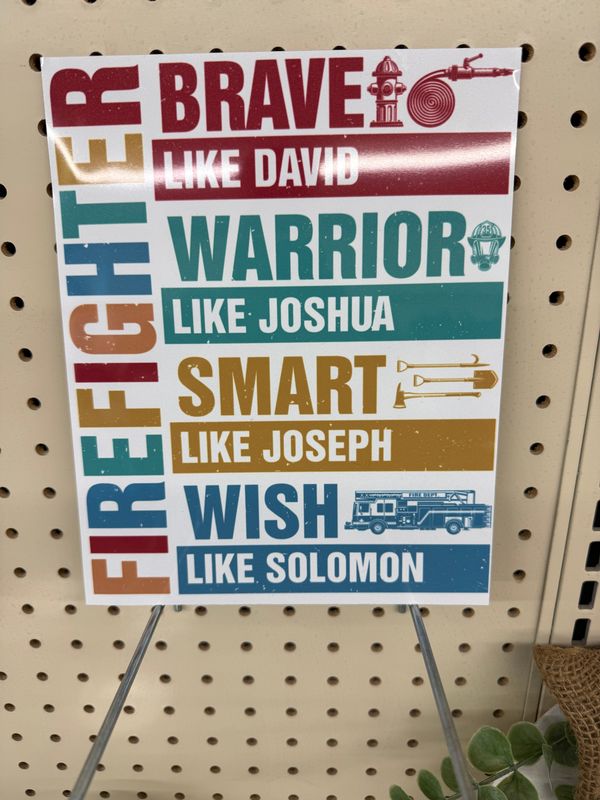 FIREFIGHTER
BRAVE
LIKE DAVID
WARRIOR
LIKE JOSHUA
SMART
LIKE JOSEPH
WISH
FIRE DEPT
LIKE SOLOMON